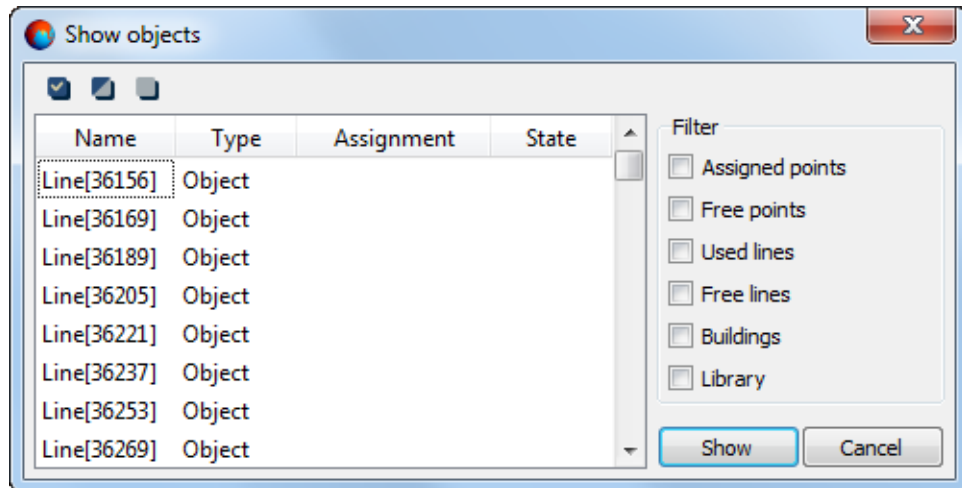 Show objects
Name Type Assignment State
Line[36156] Object
Line[36169] Object
Line[36189] Object
Line[36205] Object
Line[36221] Object
Line[36237] Object
Line[36253] Object
Line[36269] Object
Filter
Assigned points
Free points
Used lines
Free lines
Buildings
Library
Show Cancel